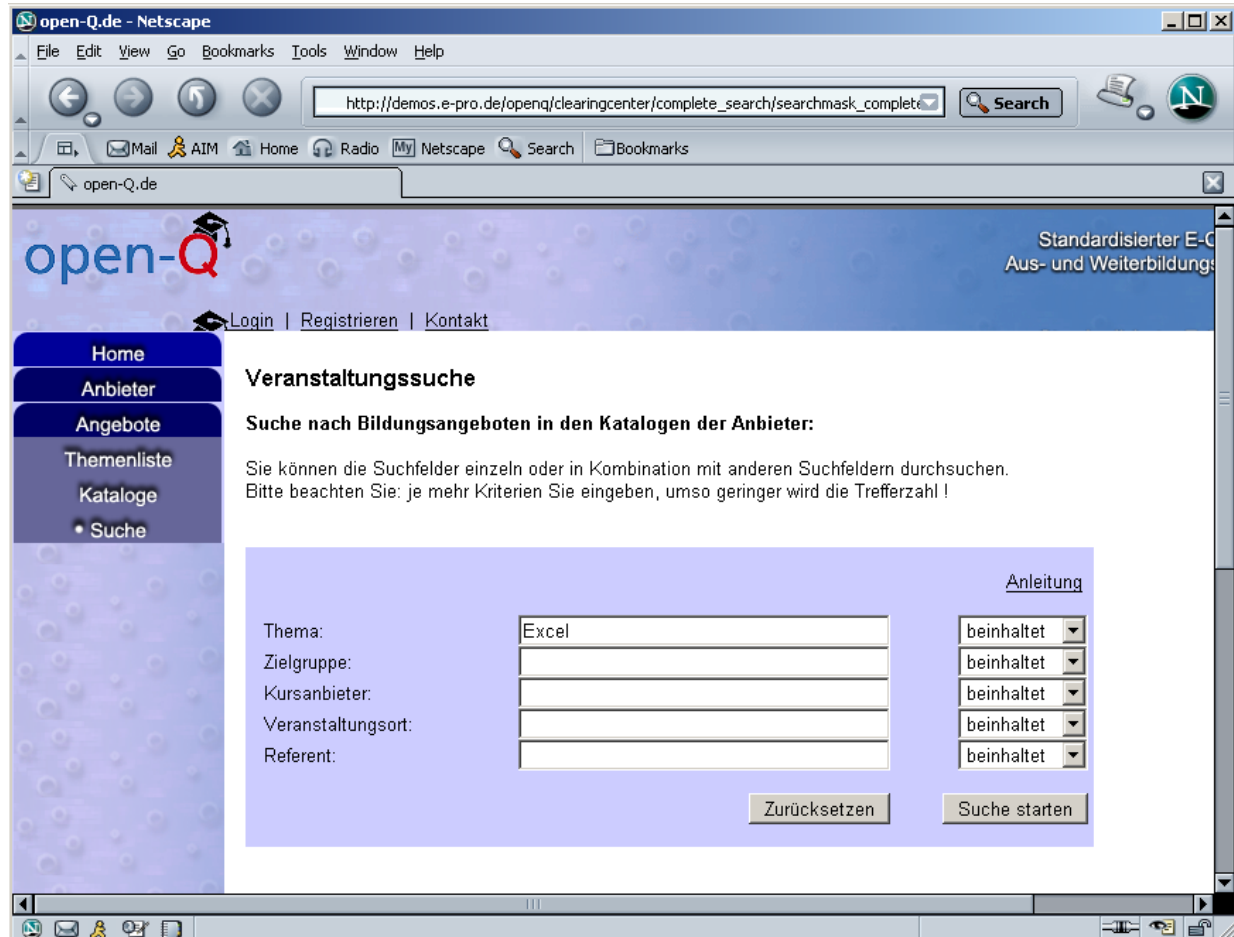 open-Q.de - Netscape
File Edit View Go Bookmarks Tools Window Help
http://demos.e-pro.de/openq/clearingcenter/complete_search/searchmask_complete Search N
Mail AIM Home Radio My Netscape Search Bookmarks
open-Q.de
open-Q
Standardisierter E-C
Aus- und Weiterbildungs
Login | Registrieren | Kontakt
Home
Anbieter
Angebote
Themenliste
Kataloge
• Suche
Veranstaltungssuche
Suche nach Bildungsangeboten in den Katalogen der Anbieter:
Sie können die Suchfelder einzeln oder in Kombination mit anderen Suchfeldern durchsuchen.
Bitte beachten Sie: je mehr Kriterien Sie eingeben, umso geringer wird die Trefferzahl !
Anleitung
Thema: Excel beinhaltet
Zielgruppe: beinhaltet
Kursanbieter: beinhaltet
Veranstaltungsort: beinhaltet
Referent: beinhaltet
Zurücksetzen Suche starten